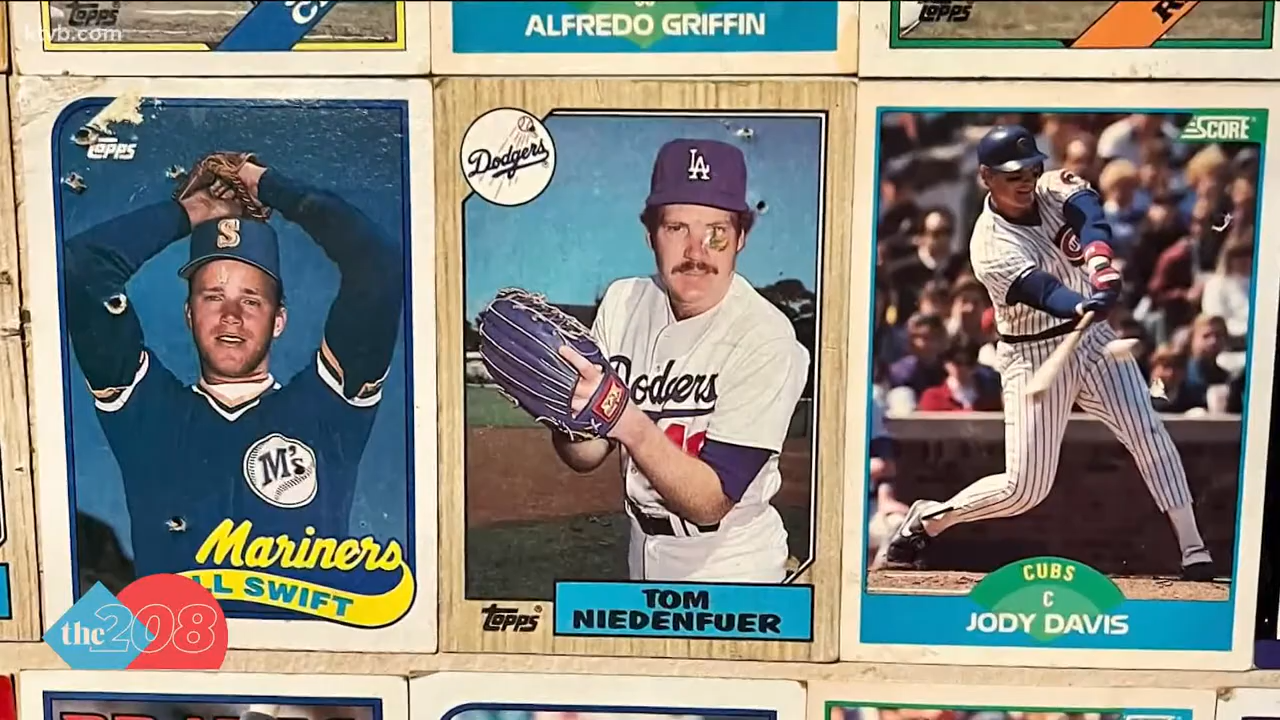 ktvb.com
Topps
ALFREDO GRIFFIN
Topps
Topps
S
M's
Mariners
LL SWIFT
Dodgers
LA
Dodgers
Topps
TOM
NIEDENFUER
SCORE
CUBS
C
JODY DAVIS
the208